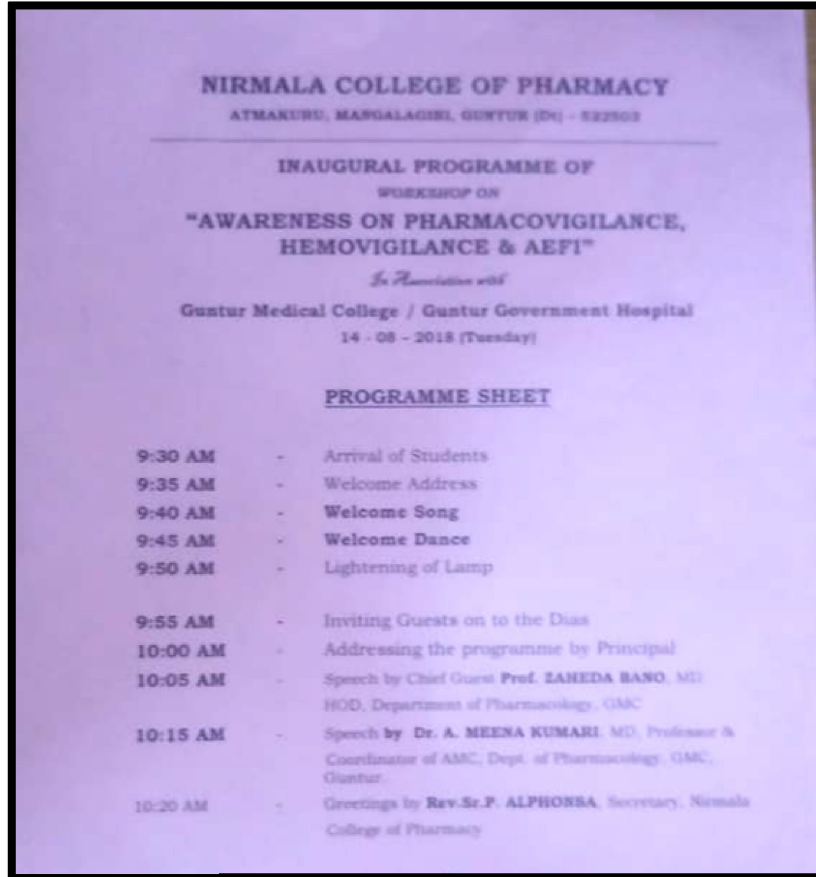 NIRMALA COLLEGE OF PHARMACY
ATMAKURU, MANGALAGIRI, GUNTUR (Dt) - 522503
INAUGURAL PROGRAMME OF
WORKSHOP ON
"AWARENESS ON PHARMACOVIGILANCE,
HEMOVIGILANCE & AEFI"
In Association with
Guntur Medical College / Guntur Government Hospital
14 - 08 - 2018 (Tuesday)
PROGRAMME SHEET
9:30 AM - Arrival of Students
9:35 AM - Welcome Address
9:40 AM - Welcome Song
9:45 AM - Welcome Dance
9:50 AM - Lightening of Lamp
9:55 AM - Inviting Guests on to the Dias
10:00 AM - Addressing the programme by Principal
10:05 AM - Speech by Chief Guest Prof. ZAHEDA BANO, MD
HOD, Department of Pharmacology, GMC
10:15 AM - Speech by Dr. A. MEENA KUMARI, MD, Professor &
Coordinator of AMC, Dept. of Pharmacology, GMC,
Guntur.
10:20 AM - Greetings by Rev.Sr.P. ALPHONSA, Secretary, Nirmala
College of Pharmacy